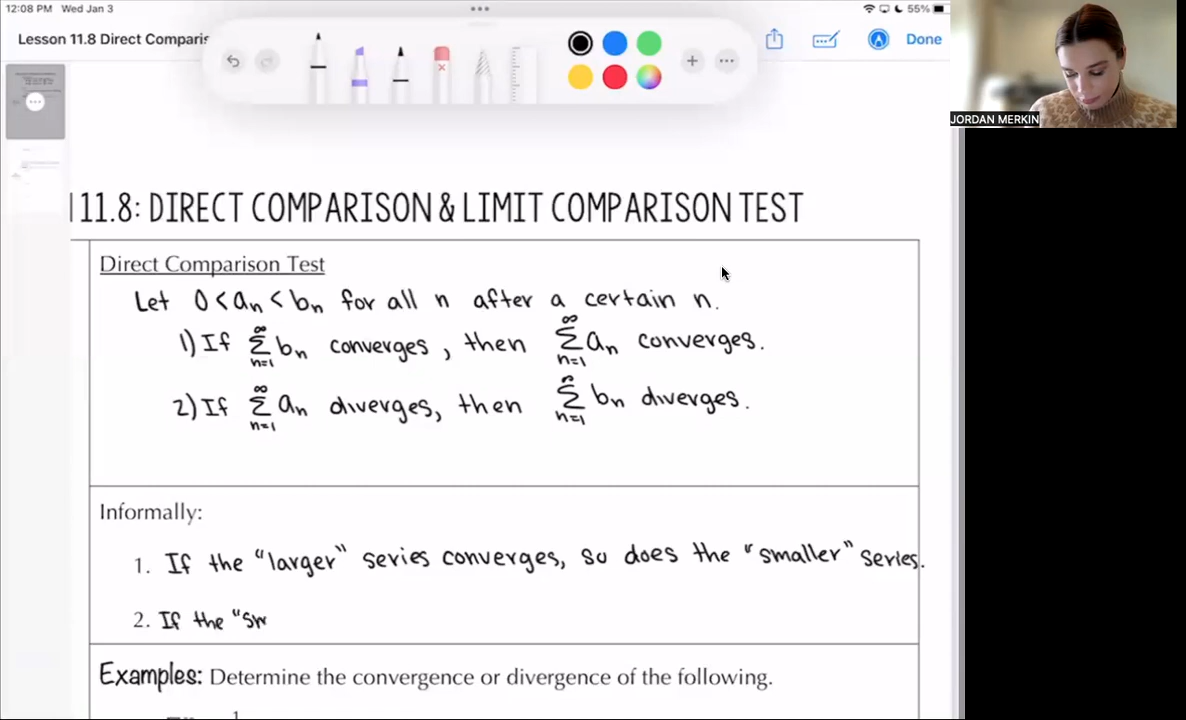 12:08 PM Wed Jan 3
55%
Lesson 11.8 Direct Comparis
Done
JORDAN MERKIN
11.8: DIRECT COMPARISON & LIMIT COMPARISON TEST
Direct Comparison Test
Let 0 < aₙ < bₙ for all n after a certain n.
1) If ∞ Σ n=1 bₙ converges, then ∞ Σ n=1 aₙ converges.
2) If ∞ Σ n=1 aₙ diverges, then n Σ n=1 bₙ diverges.
Informally:
1. If the "larger" series converges, so does the "smaller" series.
2. If the "sm
Examples: Determine the convergence or divergence of the following.